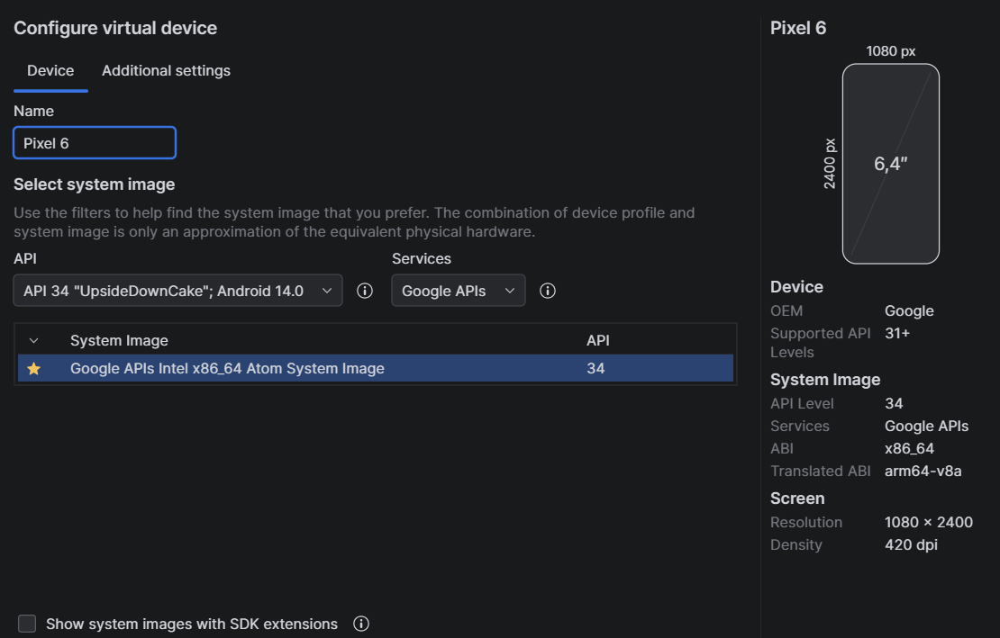 Configure virtual device
Device Additional settings
Name
Pixel 6
Select system image
Use the filters to help find the system image that you prefer. The combination of device profile and
system image is only an approximation of the equivalent physical hardware.
API Services
API 34 "UpsideDownCake"; Android 14.0 Google APIs
System Image API
Google APIs Intel x86_64 Atom System Image 34
Show system images with SDK extensions
Pixel 6
1080 px
2400 px
6,4″
Device
OEM Google
Supported API 31+
Levels
System Image
API Level 34
Services Google APIs
ABI x86_64
Translated ABI arm64-v8a
Screen
Resolution 1080 × 2400
Density 420 dpi